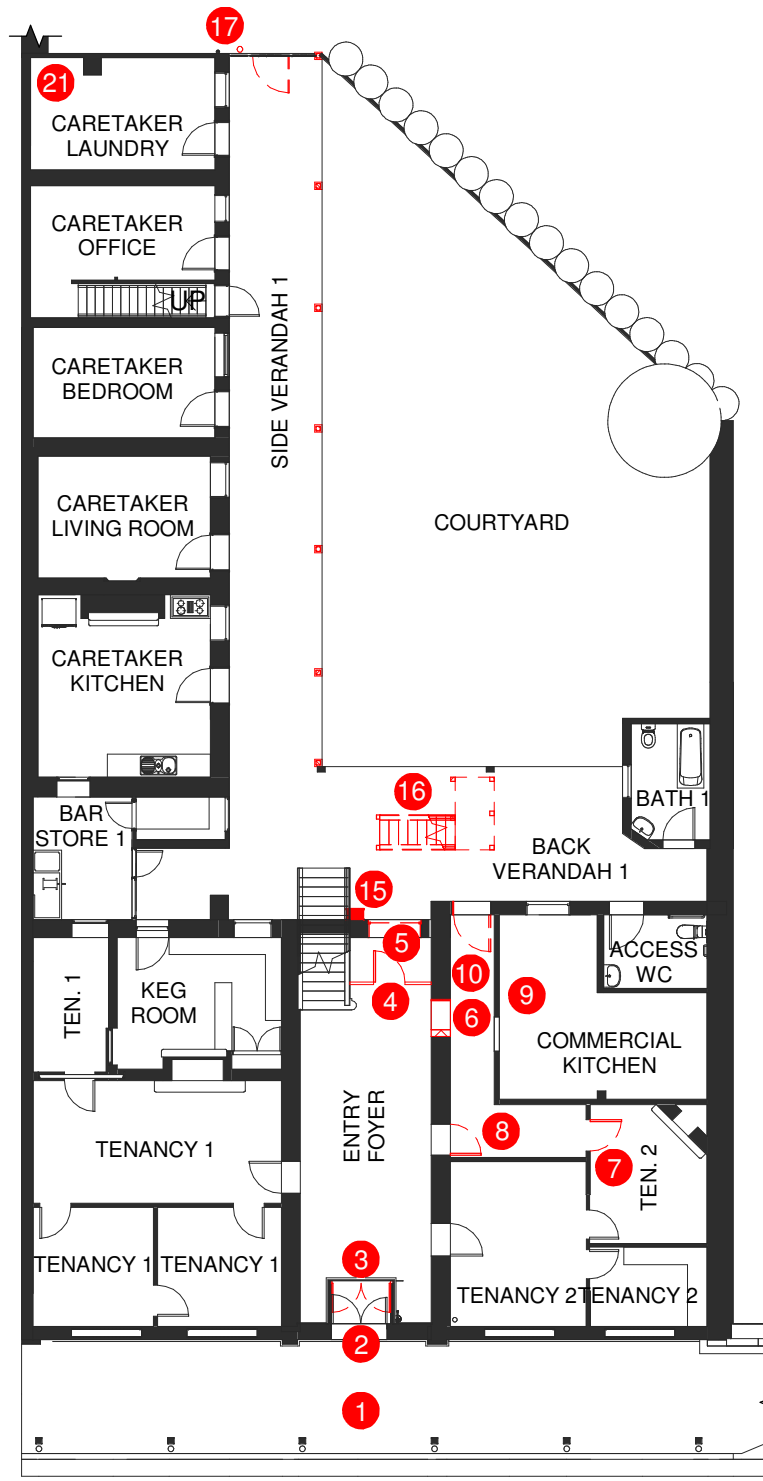 17
21
CARETAKER
LAUNDRY
CARETAKER
OFFICE
UP
SIDE VERANDAH 1
CARETAKER
BEDROOM
CARETAKER
LIVING ROOM
COURTYARD
CARETAKER
KITCHEN
BAR
STORE 1
16
BATH 1
BACK
VERANDAH 1
15
5
4
10
6
9
ACCESS
WC
TEN. 1
KEG
ROOM
COMMERCIAL
KITCHEN
ENTRY
FOYER
8
7
TEN. 2
TENANCY 1
TENANCY 1
TENANCY 1
3
TENANCY 2
TENANCY 2
2
1